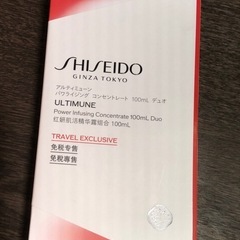 SHISEIDO
GINZA TOKYO
アルティミューン
パワライジング コンセントレート 100mL デュオ
ULTIMUNE
Power Infusing Concentrate 100mL Duo
红妍肌活精华露组合 100mL
TRAVEL EXCLUSIVE
免税专售
免稅專售